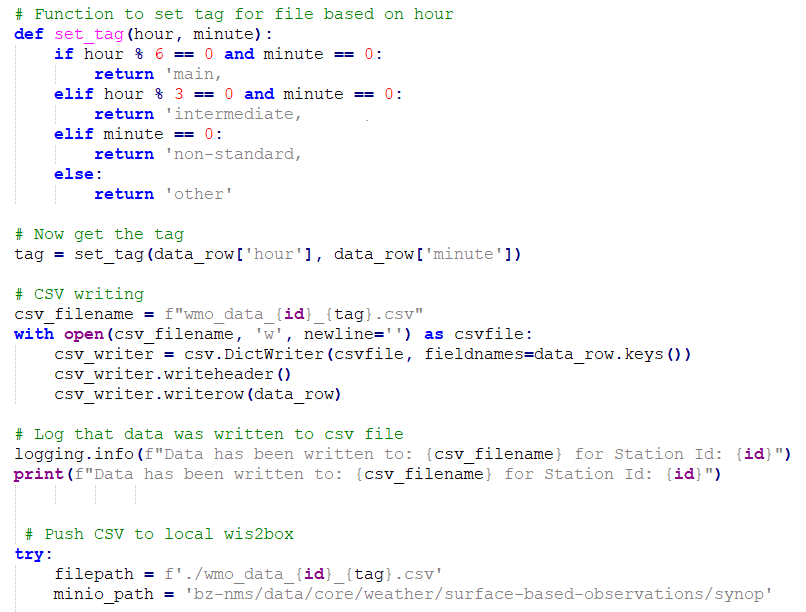 # Function to set tag for file based on hour
def set_tag(hour, minute):
    if hour % 6 == 0 and minute == 0:
        return 'main,
    elif hour % 3 == 0 and minute == 0:
        return 'intermediate,
    elif minute == 0:
        return 'non-standard,
    else:
        return 'other'
# Now get the tag
tag = set_tag(data_row['hour'], data_row['minute'])
# CSV writing
csv_filename = f"wmo_data_{id}_{tag}.csv"
with open(csv_filename, 'w', newline='') as csvfile:
    csv_writer = csv.DictWriter(csvfile, fieldnames=data_row.keys())
    csv_writer.writeheader()
    csv_writer.writerow(data_row)
# Log that data was written to csv file
logging.info(f"Data has been written to: {csv_filename} for Station Id: {id}")
print(f"Data has been written to: {csv_filename} for Station Id: {id}")
 # Push CSV to local wis2box
try:
    filepath = f'./wmo_data_{id}_{tag}.csv'
    minio_path = 'bz-nms/data/core/weather/surface-based-observations/synop'